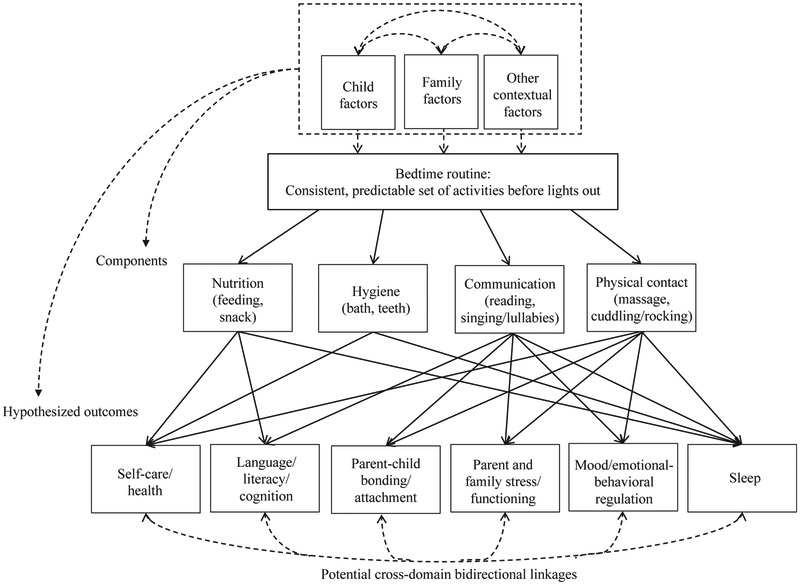 Child
factors
Family
factors
Other
contextual
factors
Bedtime routine:
Consistent, predictable set of activities before lights out
Components
Nutrition
(feeding,
snack)
Hygiene
(bath, teeth)
Communication
(reading,
singing/lullabies)
Physical contact
(massage,
cuddling/rocking)
Hypothesized outcomes
Self-care/
health
Language/
literacy/
cognition
Parent-child
bonding/
attachment
Parent and
family stress/
functioning
Mood/emotional-
behavioral
regulation
Sleep
Potential cross-domain bidirectional linkages